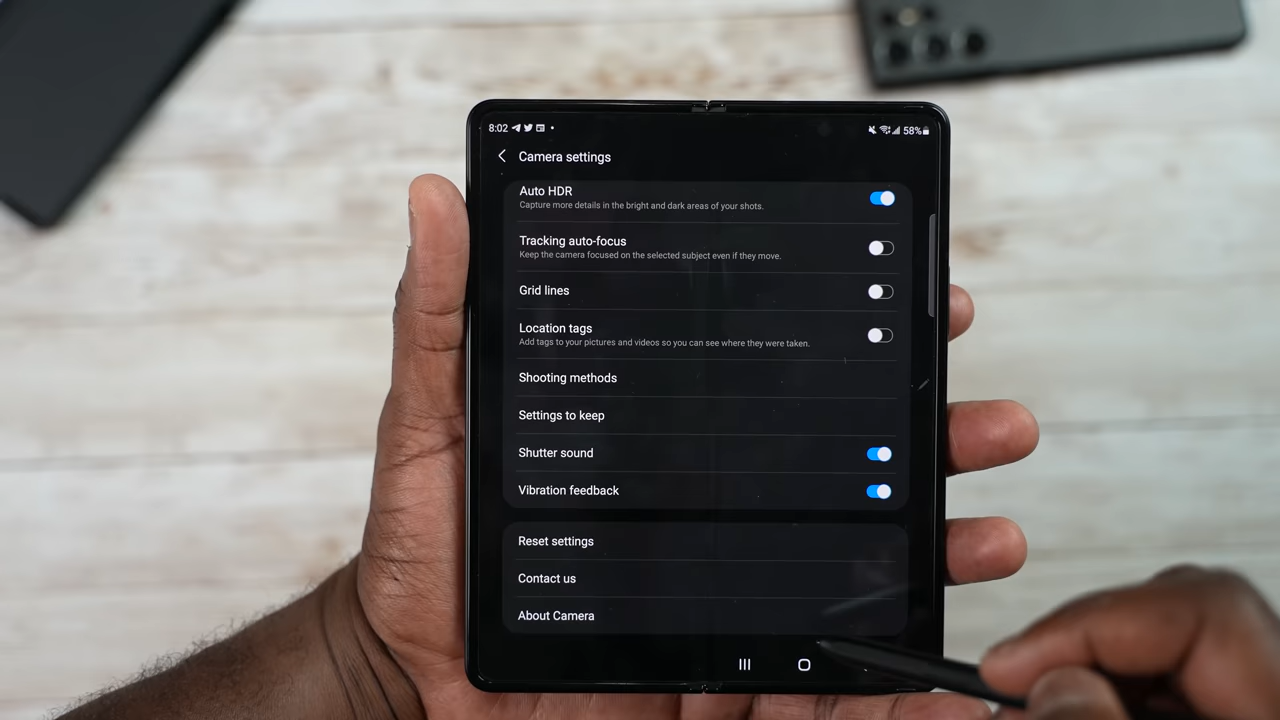 8:02
58%
Camera settings
Auto HDR
Capture more details in the bright and dark areas of your shots.
Tracking auto-focus
Keep the camera focused on the selected subject even if they move.
Grid lines
Location tags
Add tags to your pictures and videos so you can see where they were taken.
Shooting methods
Settings to keep
Shutter sound
Vibration feedback
Reset settings
Contact us
About Camera